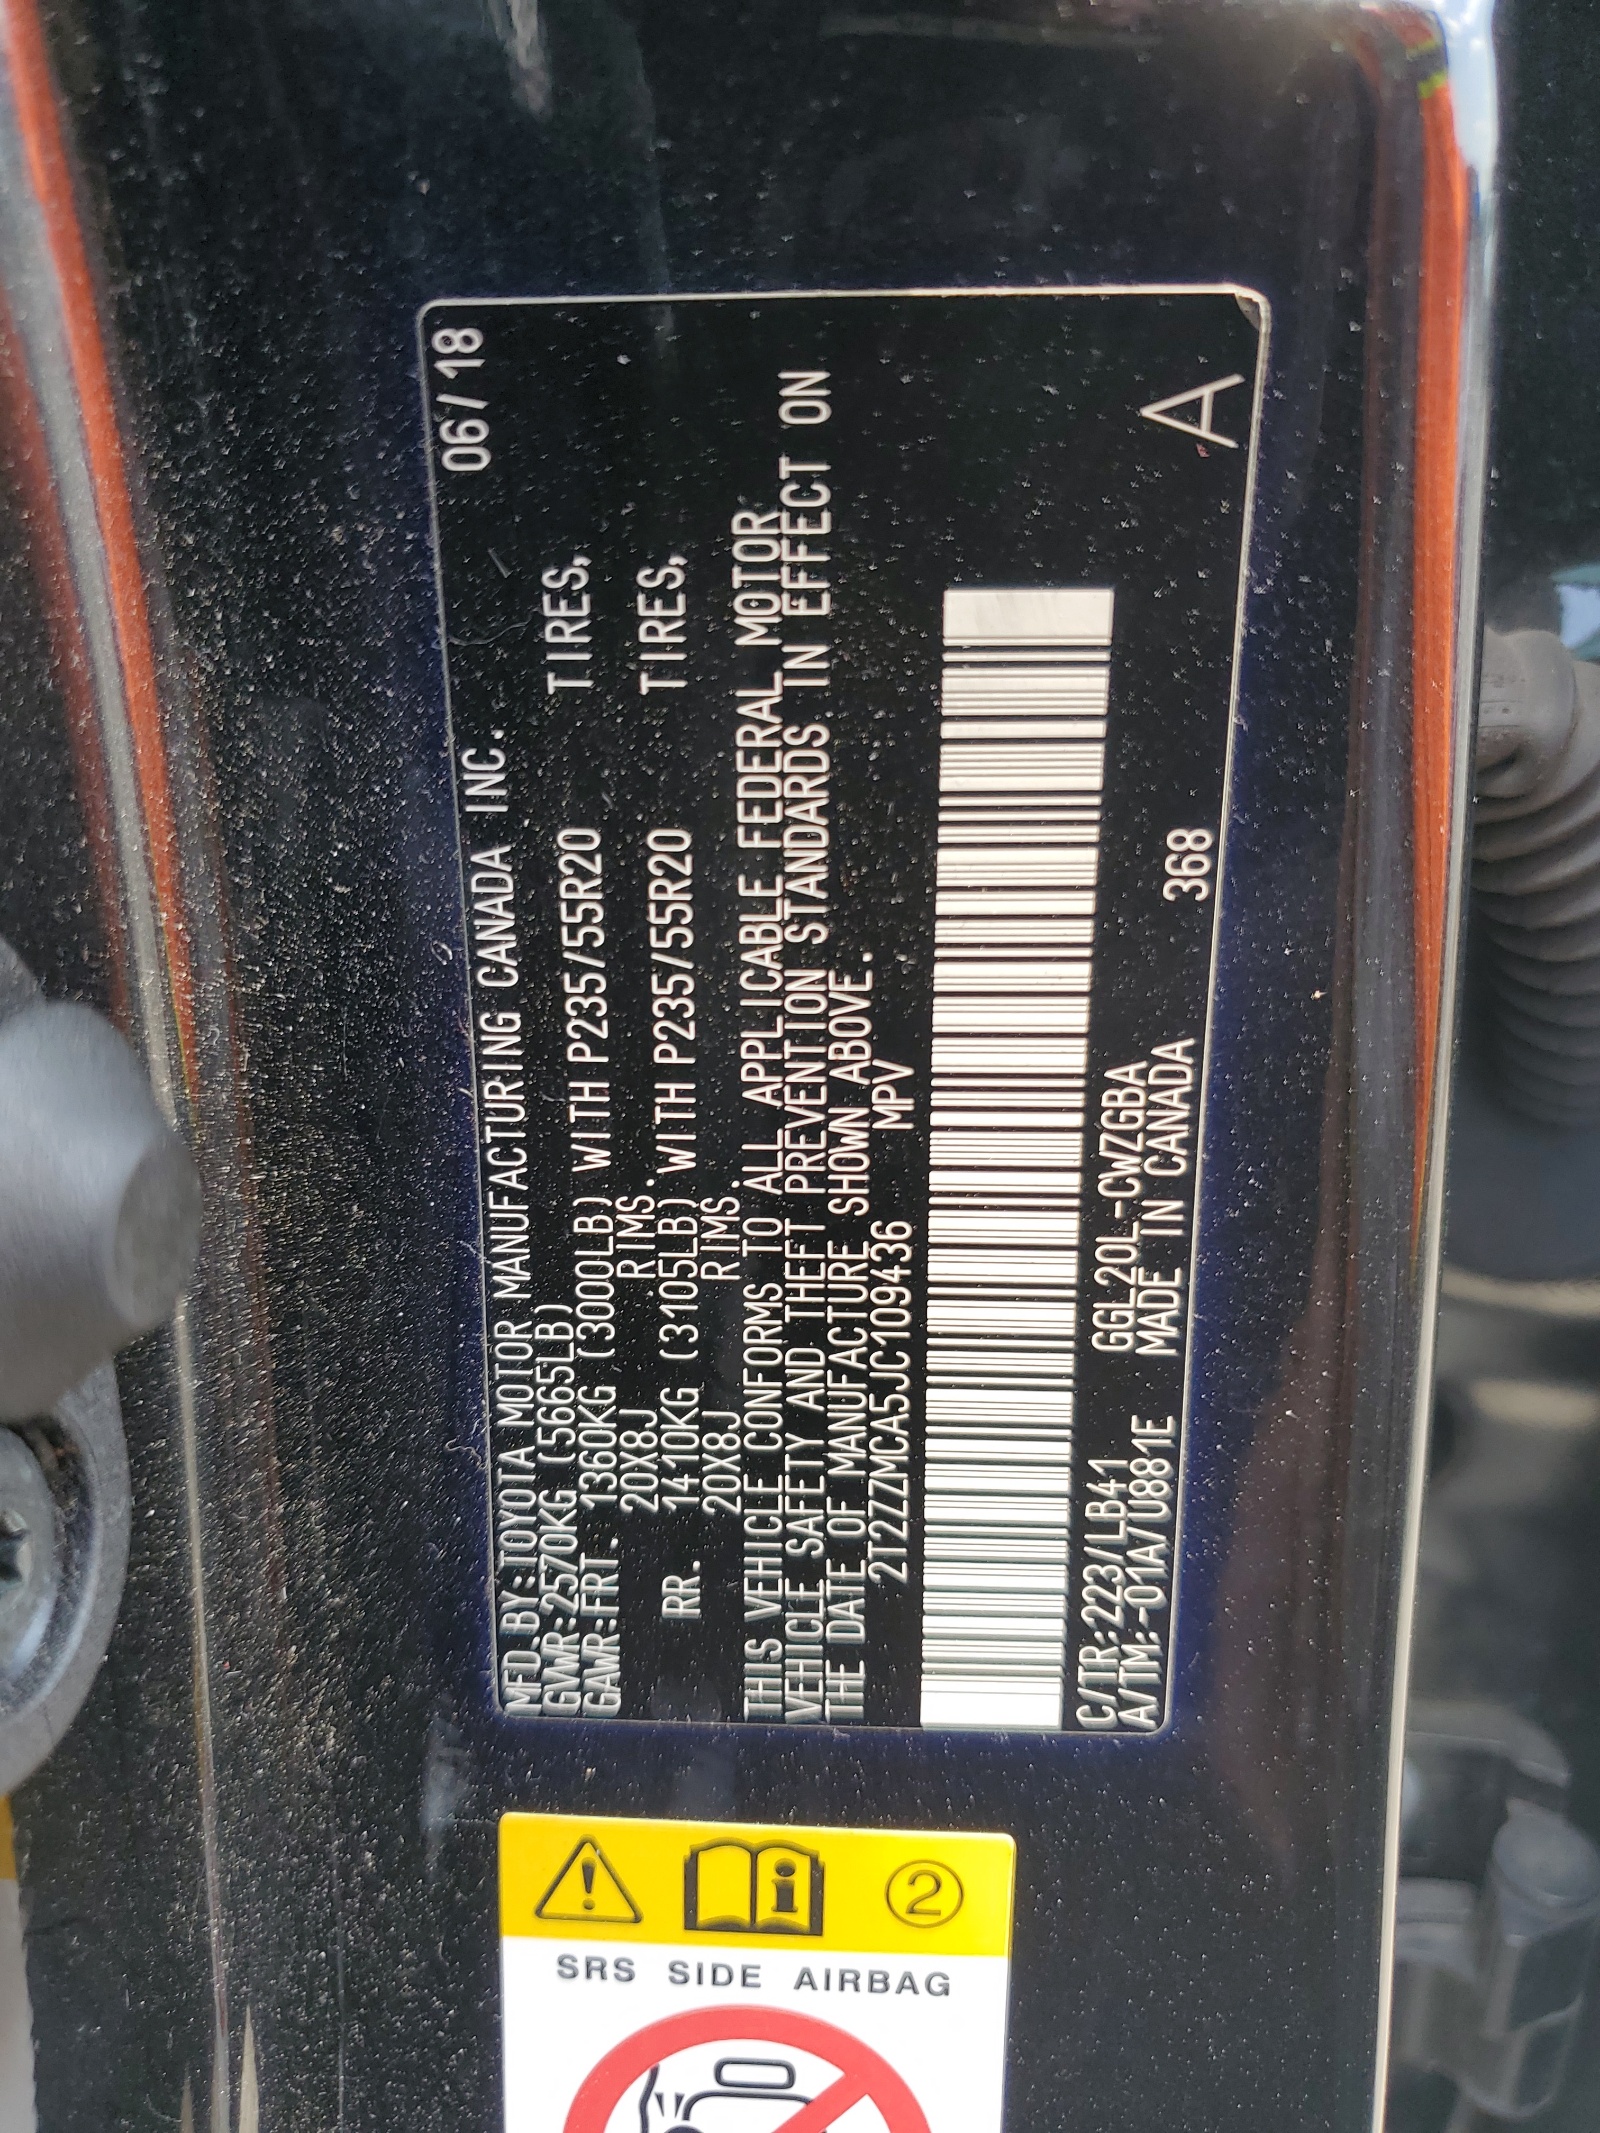 MFD.BY:TOYOTA MOTOR MANUFACTURING CANADA INC. 06/18
GVWR:2570KG (5665LB)
GAWR:FRT. 1360KG (3000LB) WITH P235/55R20 TIRES,
20X8J RIMS.
RR. 1410KG (3105LB) WITH P235/55R20 TIRES,
20X8J RIMS.
THIS VEHICLE CONFORMS TO ALL APPLICABLE FEDERAL MOTOR
VEHICLE SAFETY AND THEFT PREVENTION STANDARDS IN EFFECT ON
THE DATE OF MANUFACTURE SHOWN ABOVE.
2T2ZZMCA5JC109436 MPV
C/TR:223/LB41 GGL20L-CWZGBA
A/TM:-01A/U881E MADE IN CANADA 368 A
2
SRS SIDE AIRBAG